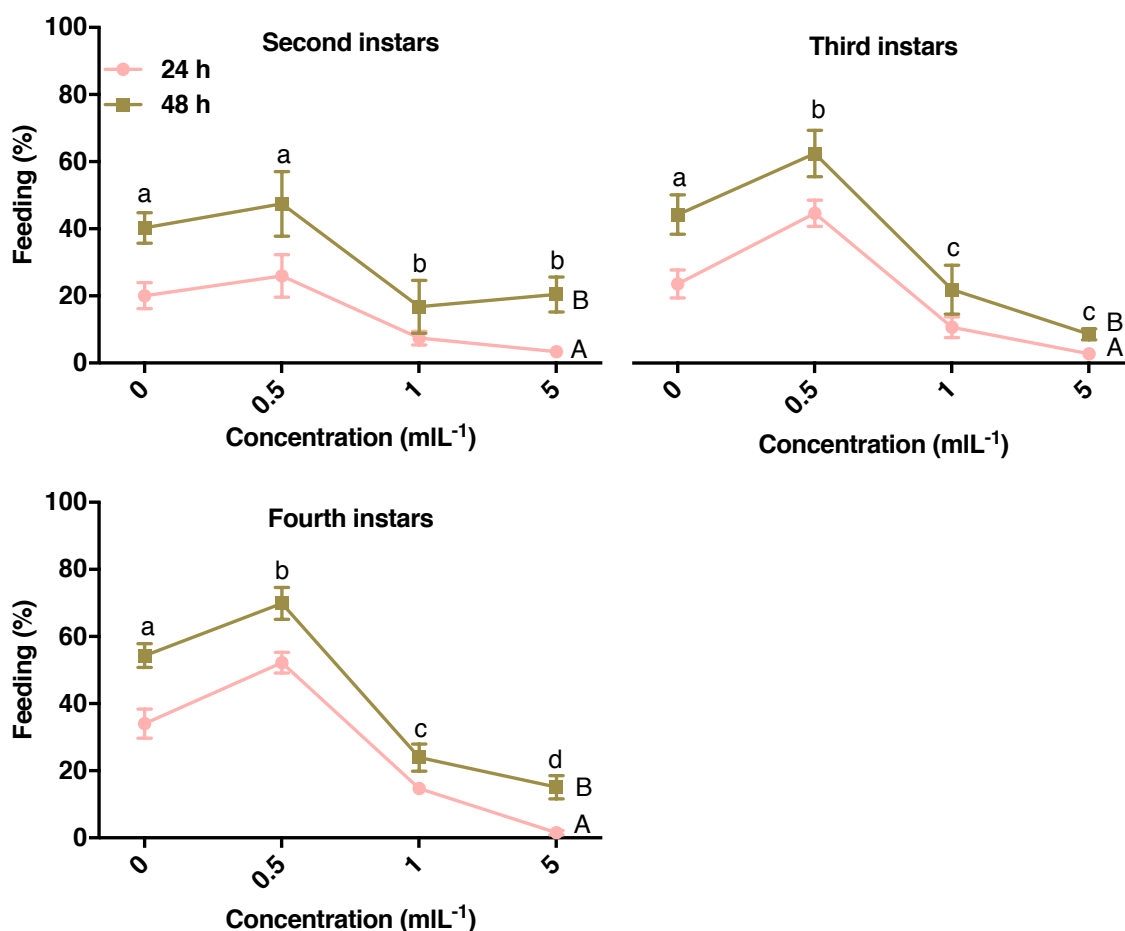 Second instars
24 h
48 h
100
80
60
40
20
0
Feeding (%)
a
a
b
b
B
A
0
0.5
1
5
Concentration (mlL⁻¹)
Third instars
a
b
c
c
B
A
0
0.5
1
5
Concentration (mlL⁻¹)
Fourth instars
100
80
60
40
20
0
Feeding (%)
a
b
c
d
B
A
0
0.5
1
5
Concentration (mlL⁻¹)